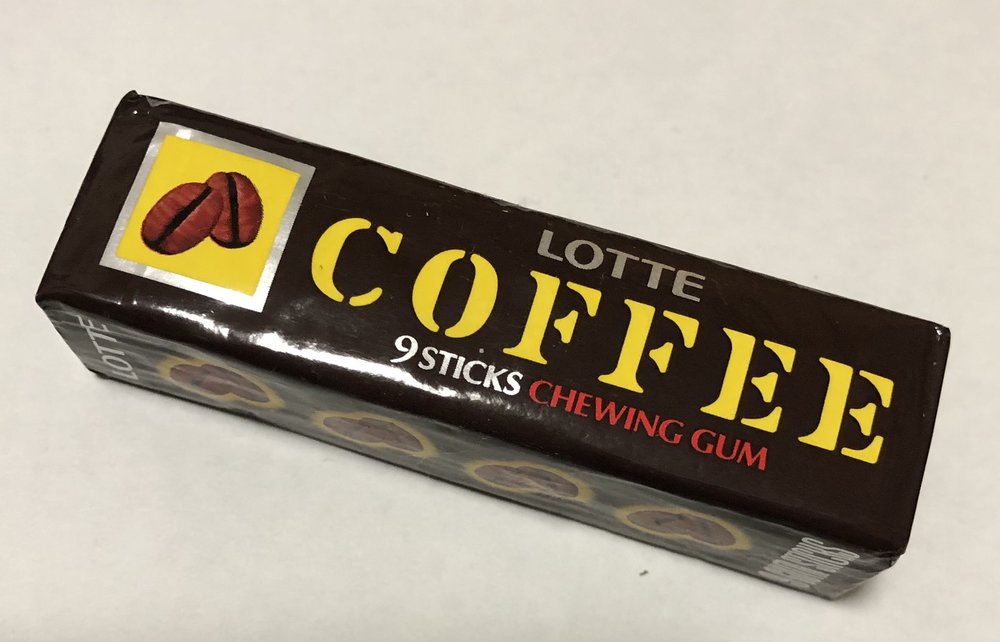 LOTTE
COFFEE
9 STICKS CHEWING GUM
LOTTE